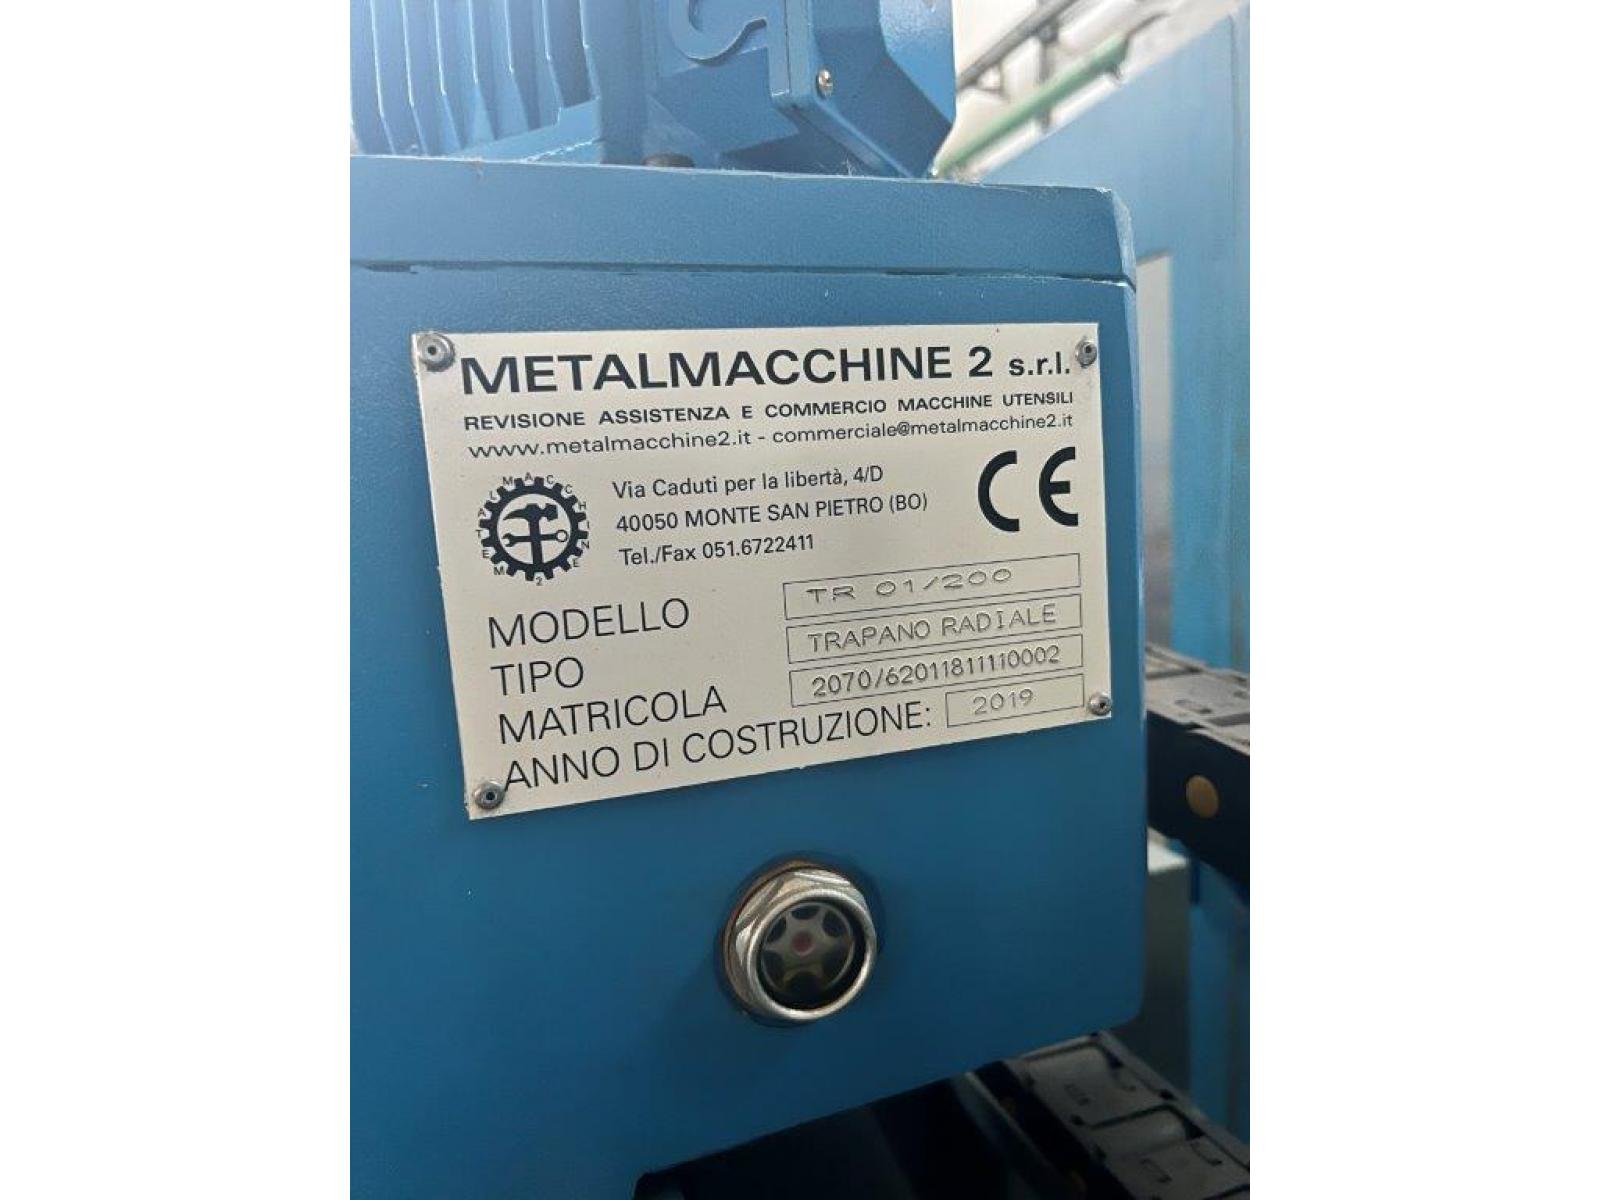 METALMACCHINE 2 s.r.l.
REVISIONE ASSISTENZA E COMMERCIO MACCHINE UTENSILI
www.metalmacchine2.it - commerciale@metalmacchine2.it
METALMACCHINE 2
Via Caduti per la libertà, 4/D
40050 MONTE SAN PIETRO (BO)
Tel./Fax 051.6722411
CE
MODELLO TR 01/200
TIPO TRAPANO RADIALE
MATRICOLA 2070/62011811110002
ANNO DI COSTRUZIONE: 2019